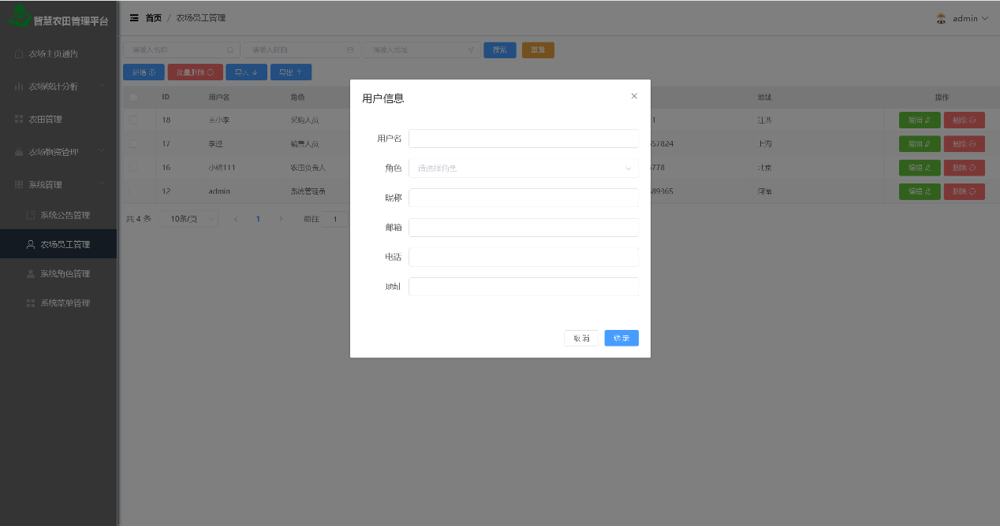 智慧农田管理平台
首页 / 农场员工管理
admin
农场主页通告
农场统计分析
农田管理
农场物资管理
系统管理
系统公告管理
农场员工管理
系统角色管理
系统菜单管理
请输入名称
请输入邮箱
请输入地址
搜索
重置
新增
批量删除
导入
导出
ID 用户名 角色 地址 操作
18 王小李 采购人员 1 江西 编辑 删除
17 销售人员 57824 上海 编辑 删除
16 小明111 农田负责人 778 北京 编辑 删除
12 admin 系统管理员 89365 河南 编辑 删除
共 4 条 10条/页 1 前往 1
用户信息
用户名
角色 请选择角色
昵称
邮箱
电话
地址
取消 确定